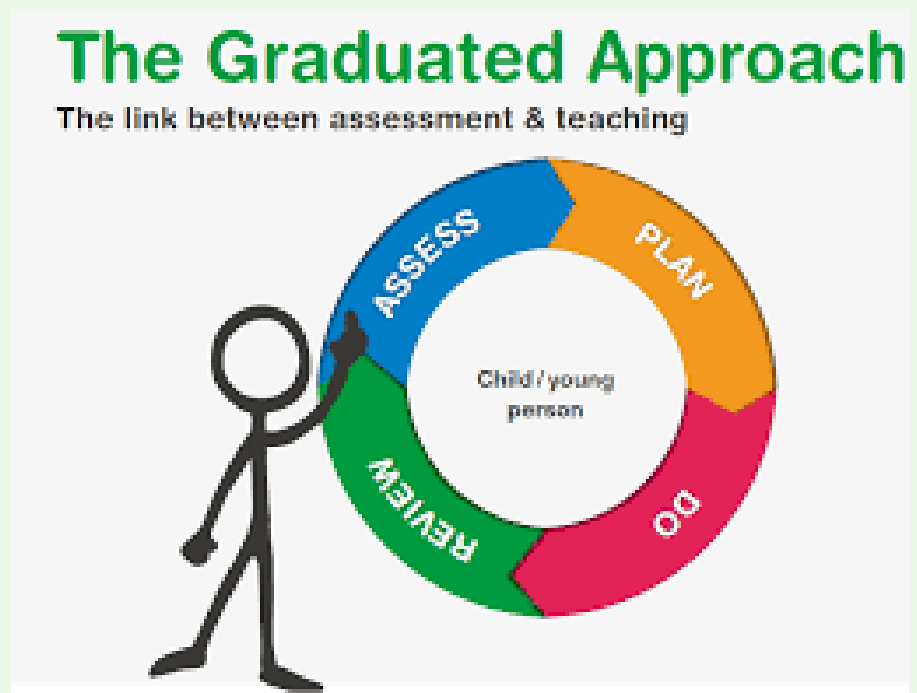 The Graduated Approach
The link between assessment & teaching
ASSESS
PLAN
Child/young
person
REVIEW
DO